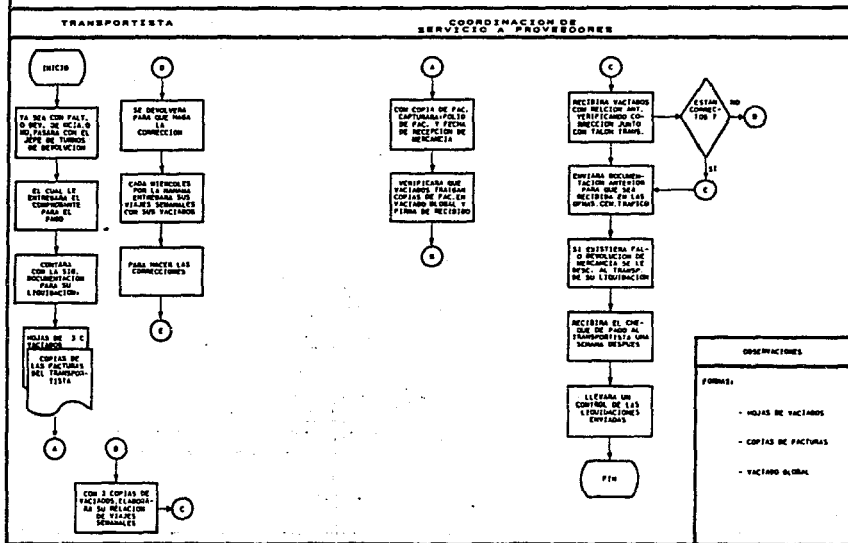 TRANSPORTISTA
COORDINACION DE
SERVICIO A PROVEEDORES
INICIO
YA SEA CON FALT.
O DEV. DE MCIA. O
NO, PASARA CON EL
JEFE DE TURNOS
DE DEVOLUCION
EL CUAL LE
ENTREGARA EL
COMPROBANTE
PARA EL
PAGO
CONTARA
CON LA SIG.
DOCUMENTACION
PARA SU
LIQUIDACION:
HOJAS DE 3 C
VACIADOS
COPIAS DE
LAS FACTURAS
DEL TRANSPOR-
TISTA
A
B
CON 3 COPIAS DE
VACIADOS, ELABORA-
RA SU RELACION
DE VIAJES
SEMANALES
C
D
SE DEVOLVERA
PARA QUE HAGA
LA
CORRECCION
CADA MIERCOLES
POR LA MANANA
ENTREGARA SUS
VIAJES SEMANALES
CON SUS VACIADOS
PARA HACER LAS
CORRECCIONES
E
A
CON COPIA DE FAC.
CAPTURARA:FOLIO
DE FAC. Y FECHA
DE RECEPCION DE
MERCANCIA
VERIFICARA QUE
VACIADOS TRAIGAN
COPIAS DE FAC. EN
VACIADO GLOBAL Y
FIRMA DE RECIBIDO
B
C
RECIBIRA VACIADOS
CON RELCION ANT.
VERIFICANDO CO-
RRECCION JUNTO
CON TALON TRANS.
ESTAN
CORREC-
TOS ?
NO
D
SI
E
ENVIARA DOCUMEN-
TACION ANTERIOR
PARA QUE SEA
RECIBIDA EN LAS
OFNAS. CEN. TRAFICO
SI EXISTIERA FAL-
O DEVOLUCION DE
MERCANCIA SE LE
DESC. AL TRANSP.
DE SU LIQUIDACION
RECIBIRA EL CHE-
QUE DE PAGO AL
TRANSPORTISTA UNA
SEMANA DESPUES
LLEVARA UN
CONTROL DE LAS
LIQUIDACIONES
ENVIADAS
FIN
OBSERVACIONES
FORMAS:
- HOJAS DE VACIADOS
- COPIAS DE FACTURAS
- VACIADO GLOBAL